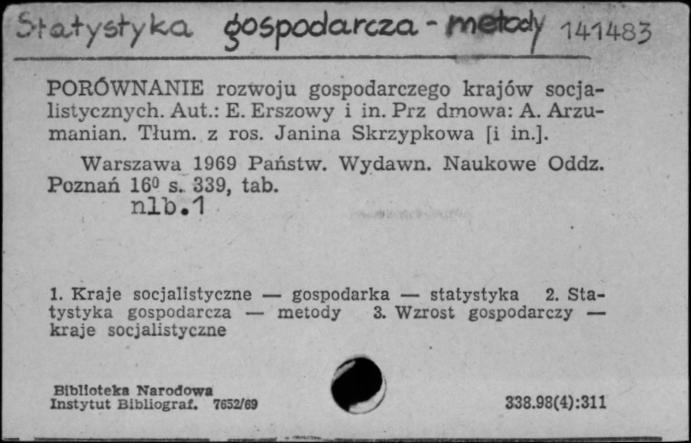 Statystyka gospodarcza - metody 141483
PORÓWNANIE rozwoju gospodarczego krajów socja-
listycznych. Aut.: E. Erszowy i in. Prz dmowa: A. Arzu-
manian. Tłum. z ros. Janina Skrzypkowa [i in.].
Warszawa 1969 Państw. Wydawn. Naukowe Oddz.
Poznań 16⁰ s. 339, tab.
nlb.1
1. Kraje socjalistyczne — gospodarka — statystyka 2. Sta-
tystyka gospodarcza — metody 3. Wzrost gospodarczy —
kraje socjalistyczne
Biblioteka Narodowa
Instytut Bibliograf. 7652/69
338.98(4):311